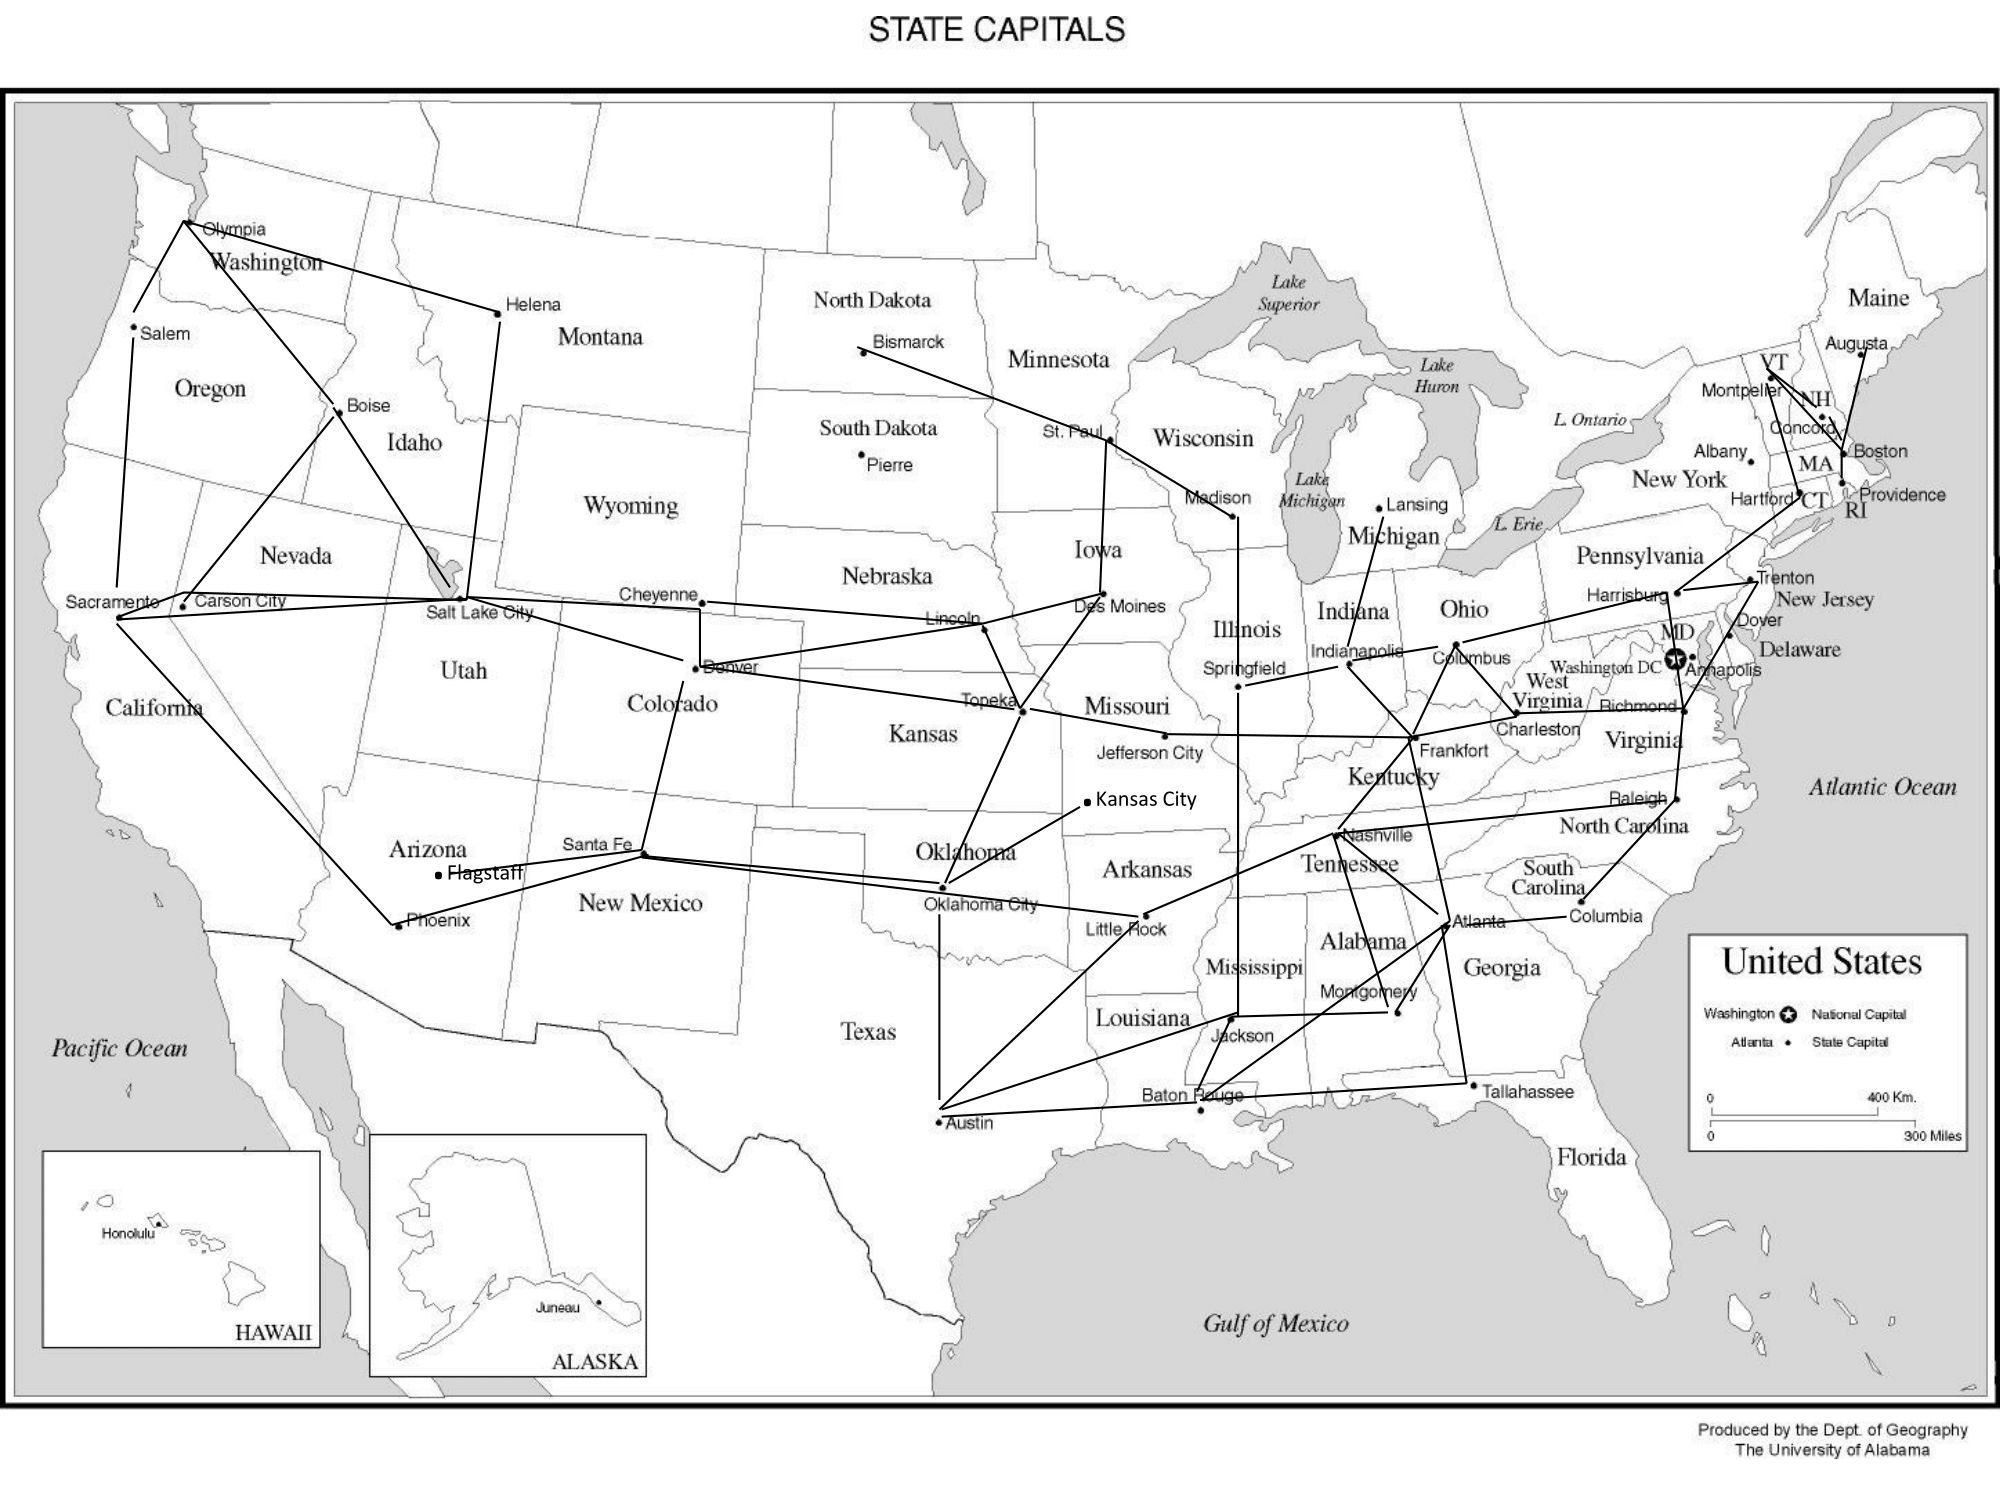 STATE CAPITALS
Olympia
Washington
Helena
Montana
North Dakota
Bismarck
Minnesota
Lake
Superior
Lake
Huron
Maine
Augusta
VT
Montpelier
NH
Concord
Salem
Oregon
Boise
Idaho
South Dakota
Pierre
St. Paul
Wisconsin
L. Ontario
Albany
New York
Boston
MA
Hartford
CT
RI
Providence
Wyoming
Madison
Lake
Michigan
Lansing
Michigan
L. Erie
Nevada
Iowa
Pennsylvania
Nebraska
Sacramento
Carson City
Salt Lake City
Cheyenne
Lincoln
Des Moines
Illinois
Indiana
Ohio
Harrisburg
Trenton
New Jersey
Dover
MD
Delaware
Utah
Denver
Colorado
Springfield
Indianapolis
Columbus
Washington DC
Annapolis
West
Virginia
California
Topeka
Kansas
Missouri
Jefferson City
Frankfort
Kentucky
Charleston
Richmond
Virginia
Kansas City
Raleigh
North Carolina
Atlantic Ocean
Arizona
Flagstaff
Santa Fe
New Mexico
Oklahoma
Oklahoma City
Arkansas
Little Rock
Nashville
Tennessee
South
Carolina
Columbia
Phoenix
Atlanta
Alabama
Georgia
Mississippi
Montgomery
Texas
Louisiana
Jackson
Baton Rouge
Austin
Tallahassee
Florida
Pacific Ocean
United States
Washington National Capital
Atlanta State Capital
0 400 Km.
0 300 Miles
Honolulu
HAWAII
Juneau
ALASKA
Gulf of Mexico
Produced by the Dept. of Geography
The University of Alabama